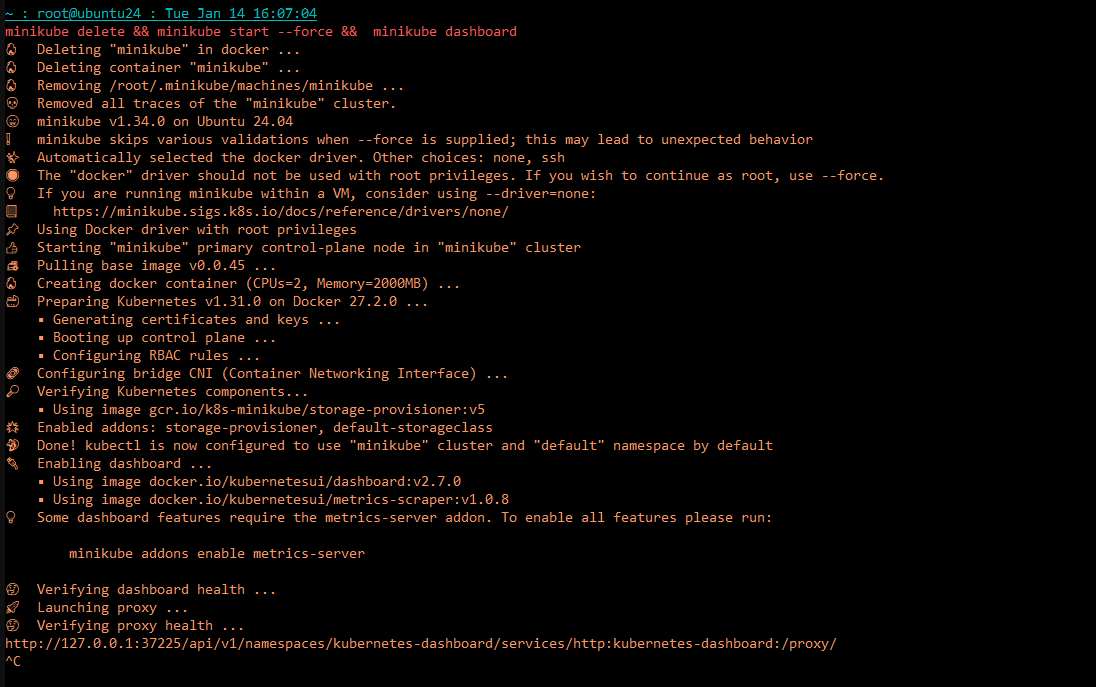 ~ : root@ubuntu24 : Tue Jan 14 16:07:04
minikube delete && minikube start --force &&  minikube dashboard
Deleting "minikube" in docker ...
Deleting container "minikube" ...
Removing /root/.minikube/machines/minikube ...
Removed all traces of the "minikube" cluster.
minikube v1.34.0 on Ubuntu 24.04
minikube skips various validations when --force is supplied; this may lead to unexpected behavior
Automatically selected the docker driver. Other choices: none, ssh
The "docker" driver should not be used with root privileges. If you wish to continue as root, use --force.
If you are running minikube within a VM, consider using --driver=none:
https://minikube.sigs.k8s.io/docs/reference/drivers/none/
Using Docker driver with root privileges
Starting "minikube" primary control-plane node in "minikube" cluster
Pulling base image v0.0.45 ...
Creating docker container (CPUs=2, Memory=2000MB) ...
Preparing Kubernetes v1.31.0 on Docker 27.2.0 ...
▪ Generating certificates and keys ...
▪ Booting up control plane ...
▪ Configuring RBAC rules ...
Configuring bridge CNI (Container Networking Interface) ...
Verifying Kubernetes components...
▪ Using image gcr.io/k8s-minikube/storage-provisioner:v5
Enabled addons: storage-provisioner, default-storageclass
Done! kubectl is now configured to use "minikube" cluster and "default" namespace by default
Enabling dashboard ...
▪ Using image docker.io/kubernetesui/dashboard:v2.7.0
▪ Using image docker.io/kubernetesui/metrics-scraper:v1.0.8
Some dashboard features require the metrics-server addon. To enable all features please run:
minikube addons enable metrics-server
Verifying dashboard health ...
Launching proxy ...
Verifying proxy health ...
http://127.0.0.1:37225/api/v1/namespaces/kubernetes-dashboard/services/http:kubernetes-dashboard:/proxy/
^C